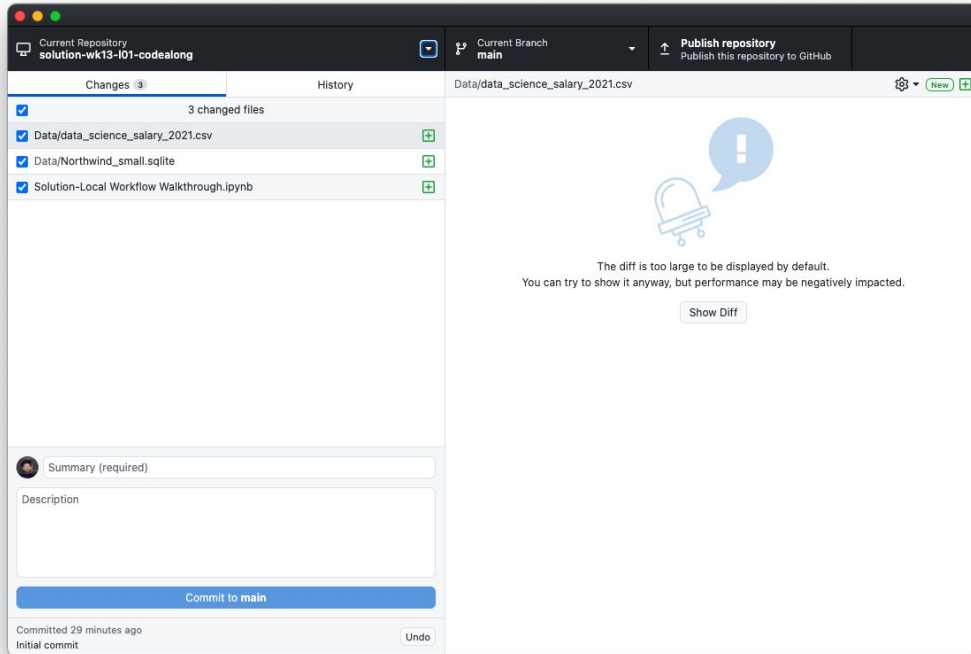 Current Repository
solution-wk13-l01-codealong
Current Branch
main
Publish repository
Publish this repository to GitHub
Changes 3
History
3 changed files
Data/data_science_salary_2021.csv
Data/Northwind_small.sqlite
Solution-Local Workflow Walkthrough.ipynb
Summary (required)
Description
Commit to main
Committed 29 minutes ago
Initial commit
Undo
Data/data_science_salary_2021.csv
New
The diff is too large to be displayed by default.
You can try to show it anyway, but performance may be negatively impacted.
Show Diff